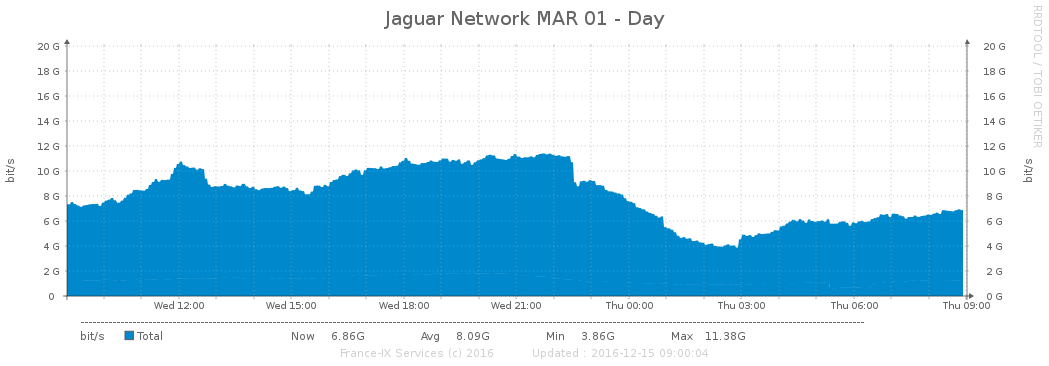 Jaguar Network MAR 01 - Day
RRDTOOL / TOBI OETIKER
bit/s
20 G 20 G
18 G 18 G
16 G 16 G
14 G 14 G
12 G 12 G
10 G 10 G
8 G 8 G
6 G 6 G
4 G 4 G
2 G 2 G
0 0 G
bit/s
Wed 12:00 Wed 15:00 Wed 18:00 Wed 21:00 Thu 00:00 Thu 03:00 Thu 06:00 Thu 09:00
bit/s Total Now 6.86G Avg 8.09G Min 3.86G Max 11.38G
France-IX Services (c) 2016 Updated : 2016-12-15 09:00:04